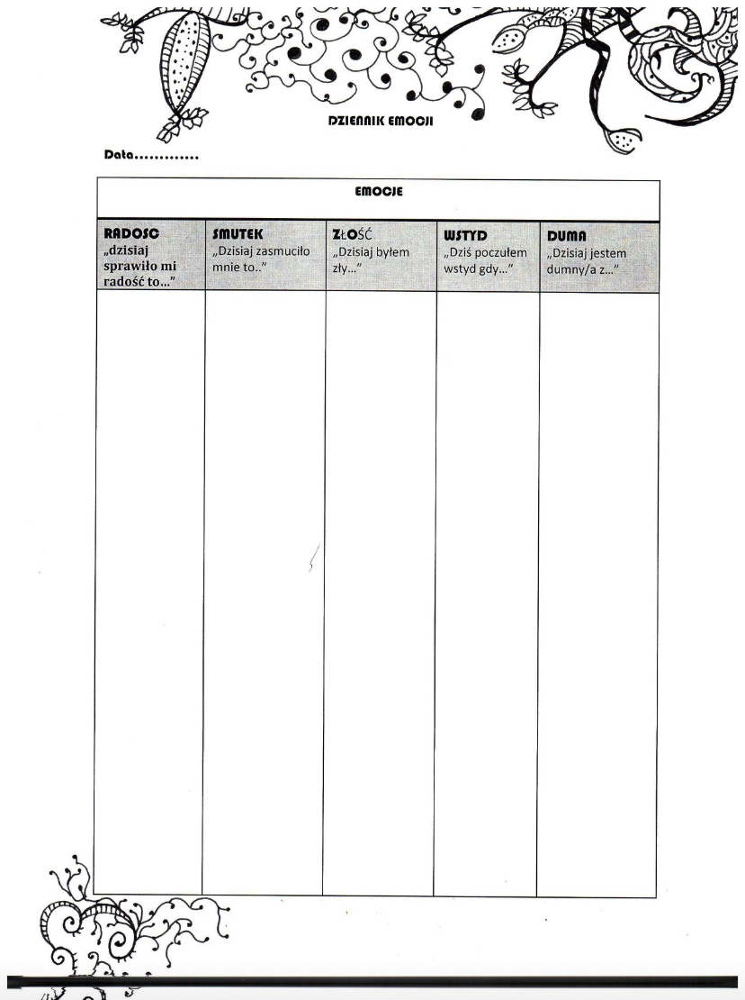 DZIENNIK EMOCJI
Data.............
EMOCJE
RADOSC
„dzisiaj
sprawiło mi
radość to...”
SMUTEK
„Dzisiaj zasmuciło
mnie to..”
ZŁOŚĆ
„Dzisiaj byłem
zły...”
WSTYD
„Dziś poczułem
wstyd gdy...”
DUMA
„Dzisiaj jestem
dumny/a z...”